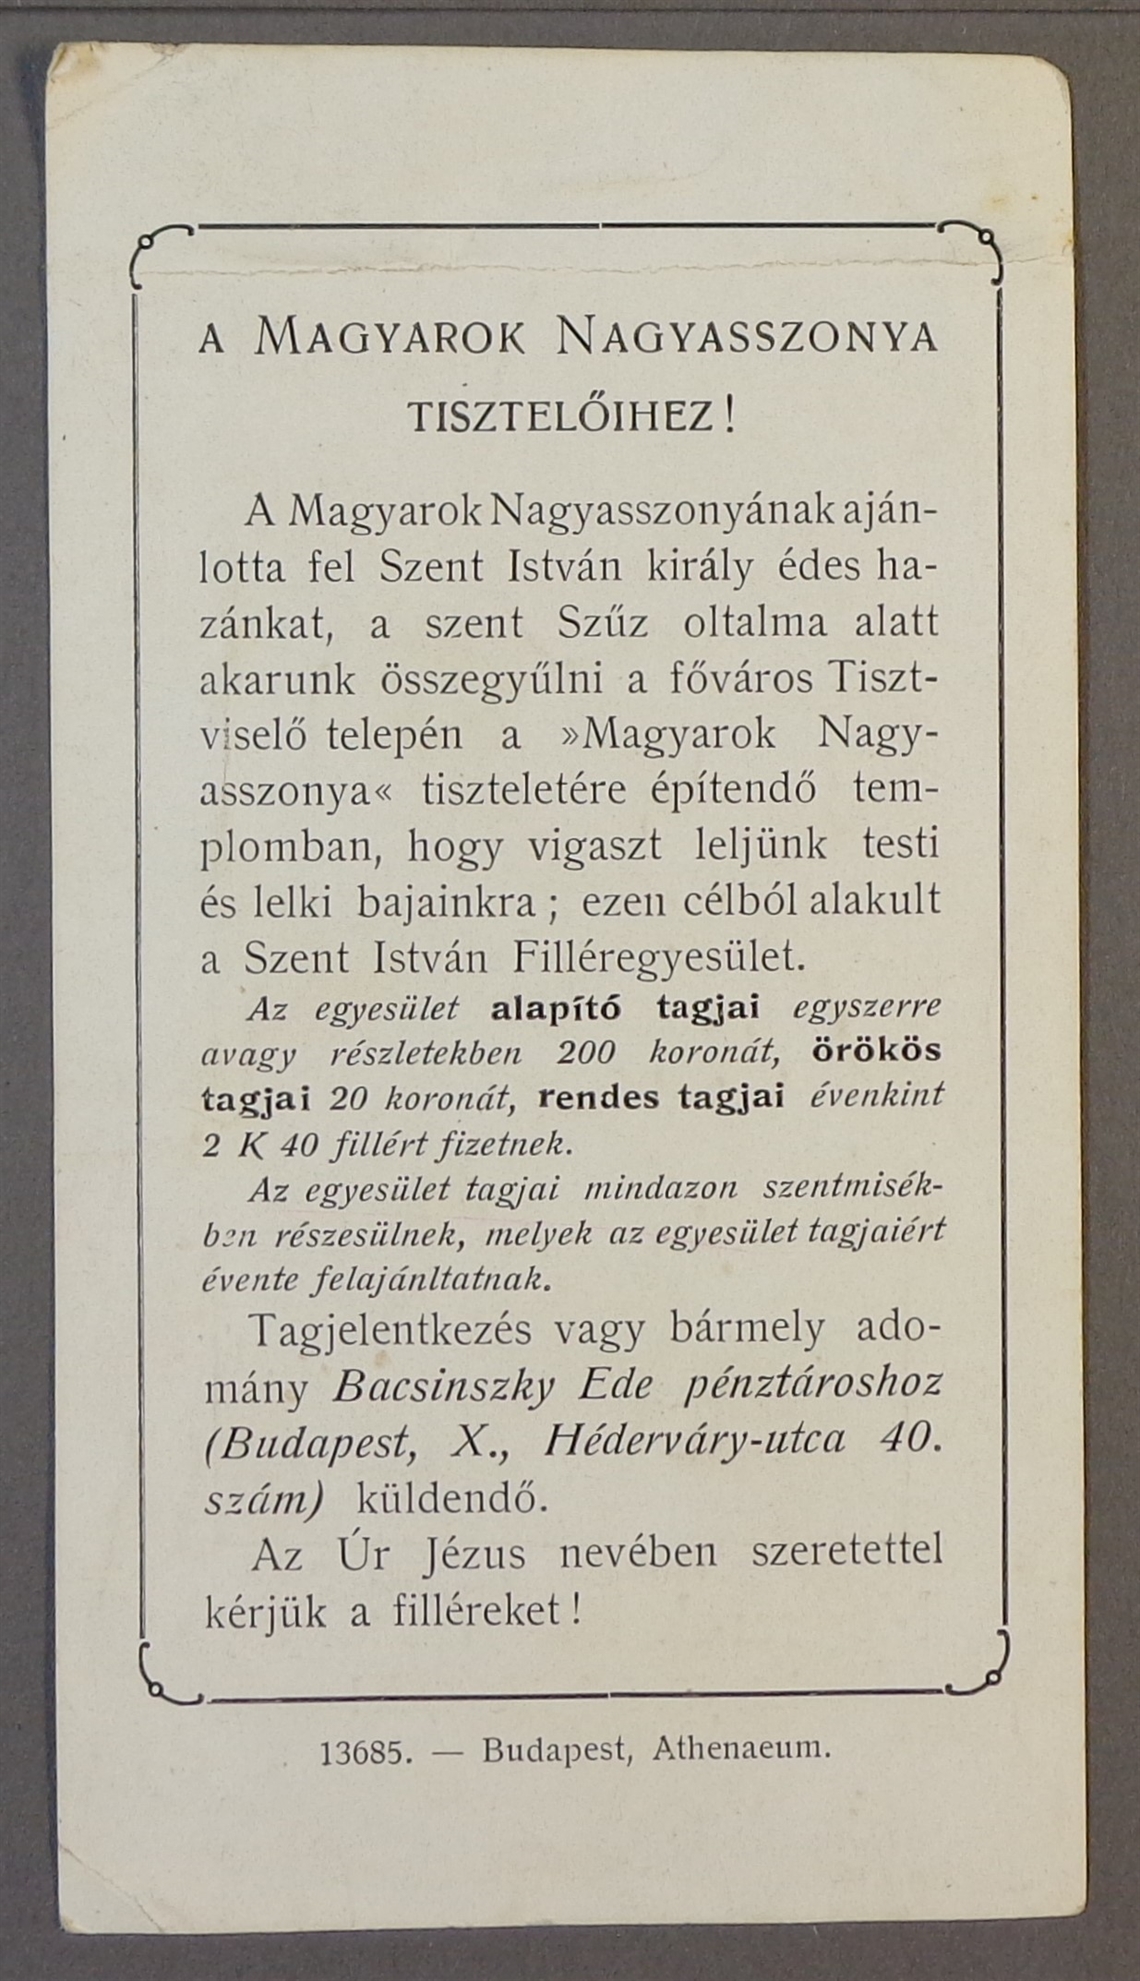 A MAGYAROK NAGYASSZONYA
TISZTELŐIHEZ!
A Magyarok Nagyasszonyának aján-
lotta fel Szent István király édes ha-
zánkat, a szent Szűz oltalma alatt
akarunk összegyűlni a főváros Tiszt-
viselő telepén a »Magyarok Nagy-
asszonya« tiszteletére építendő tem-
plomban, hogy vigaszt leljünk testi
és lelki bajainkra ; ezen célból alakult
a Szent István Filléregyesület.
Az egyesület alapító tagjai egyszerre
avagy részletekben 200 koronát, örökös
tagjai 20 koronát, rendes tagjai évenkint
2 K 40 fillért fizetnek.
Az egyesület tagjai mindazon szentmisék-
ben részesülnek, melyek az egyesület tagjaiért
évente felajánltatnak.
Tagjelentkezés vagy bármely ado-
mány Bacsinszky Ede pénztároshoz
(Budapest, X., Héderváry-utca 40.
szám) küldendő.
Az Úr Jézus nevében szeretettel
kérjük a filléreket !
13685. — Budapest, Athenaeum.